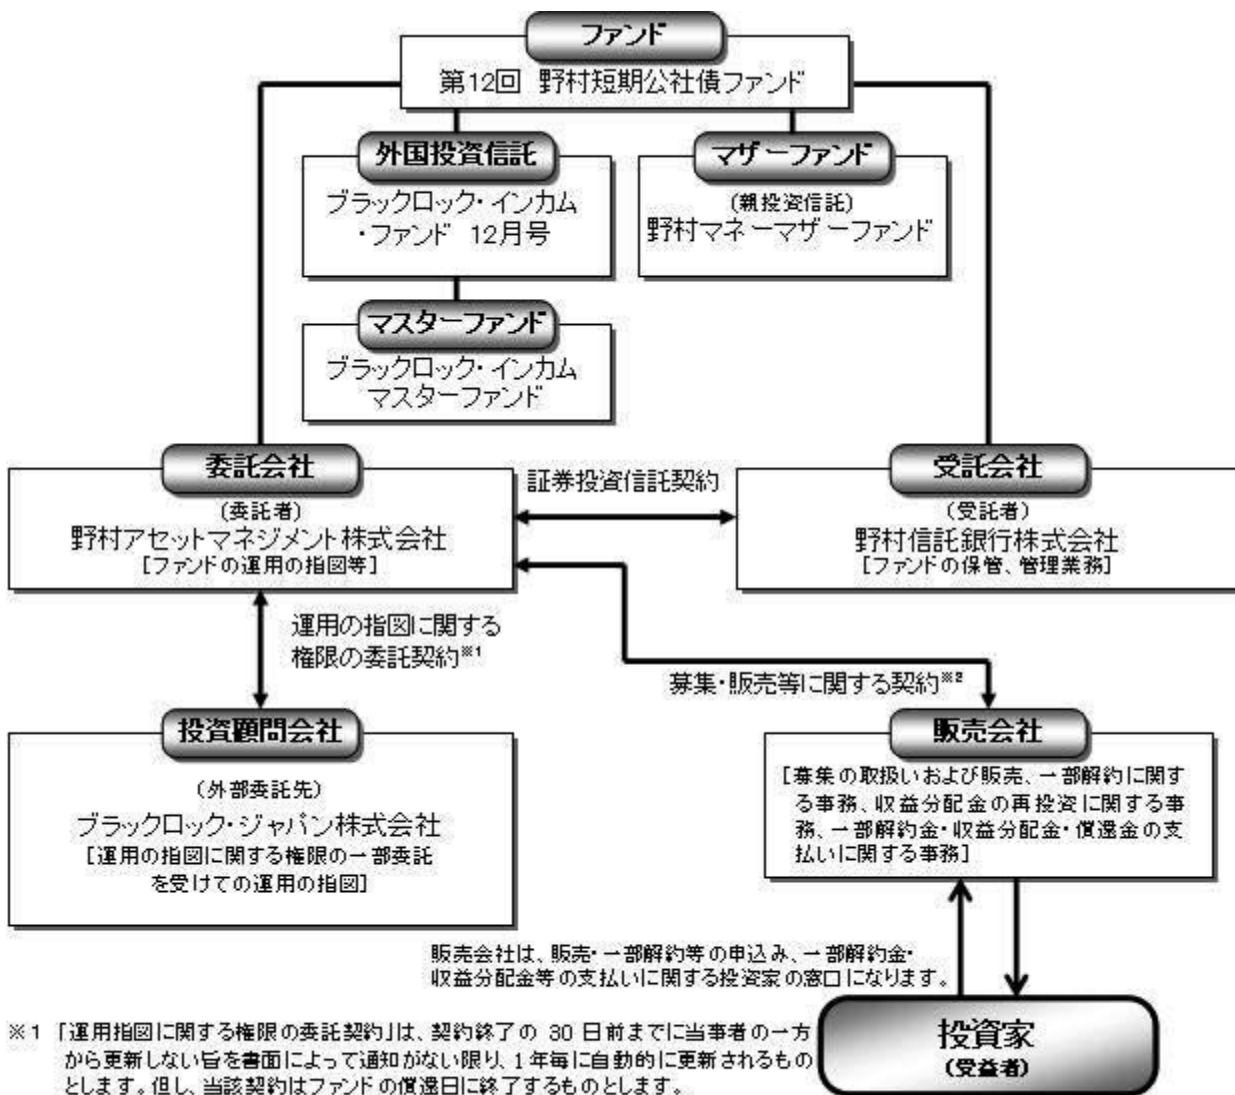 ファンド
第12回 野村短期公社債ファンド
外国投資信託
ブラックロック・インカム
・ファンド 12月号
マザーファンド
(親投資信託)
野村マネーマザーファンド
マスターファンド
ブラックロック・インカム
マスターファンド
委託会社
(委託者)
野村アセットマネジメント株式会社
[ファンドの運用の指図等]
証券投資信託契約
受託会社
(受託者)
野村信託銀行株式会社
[ファンドの保管、管理業務]
運用の指図に関する
権限の委託契約※1
募集・販売等に関する契約※2
投資顧問会社
(外部委託先)
ブラックロック・ジャパン株式会社
[運用の指図に関する権限の一部委託
を受けての運用の指図]
販売会社
[募集の取扱いおよび販売、一部解約に関す
る事務、収益分配金の再投資に関する事
務、一部解約金・収益分配金・償還金の支
払いに関する事務]
販売会社は、販売・一部解約等の申込み、一部解約金・
収益分配金等の支払いに関する投資家の窓口になります。
投資家
(受益者)
※1 「運用指図に関する権限の委託契約」は、契約終了の 30 日前までに当事者の一方
から更新しない旨を書面によって通知がない限り、1年毎に自動的に更新されるもの
とします。但し、当該契約はファンドの償還日に終了するものとします。